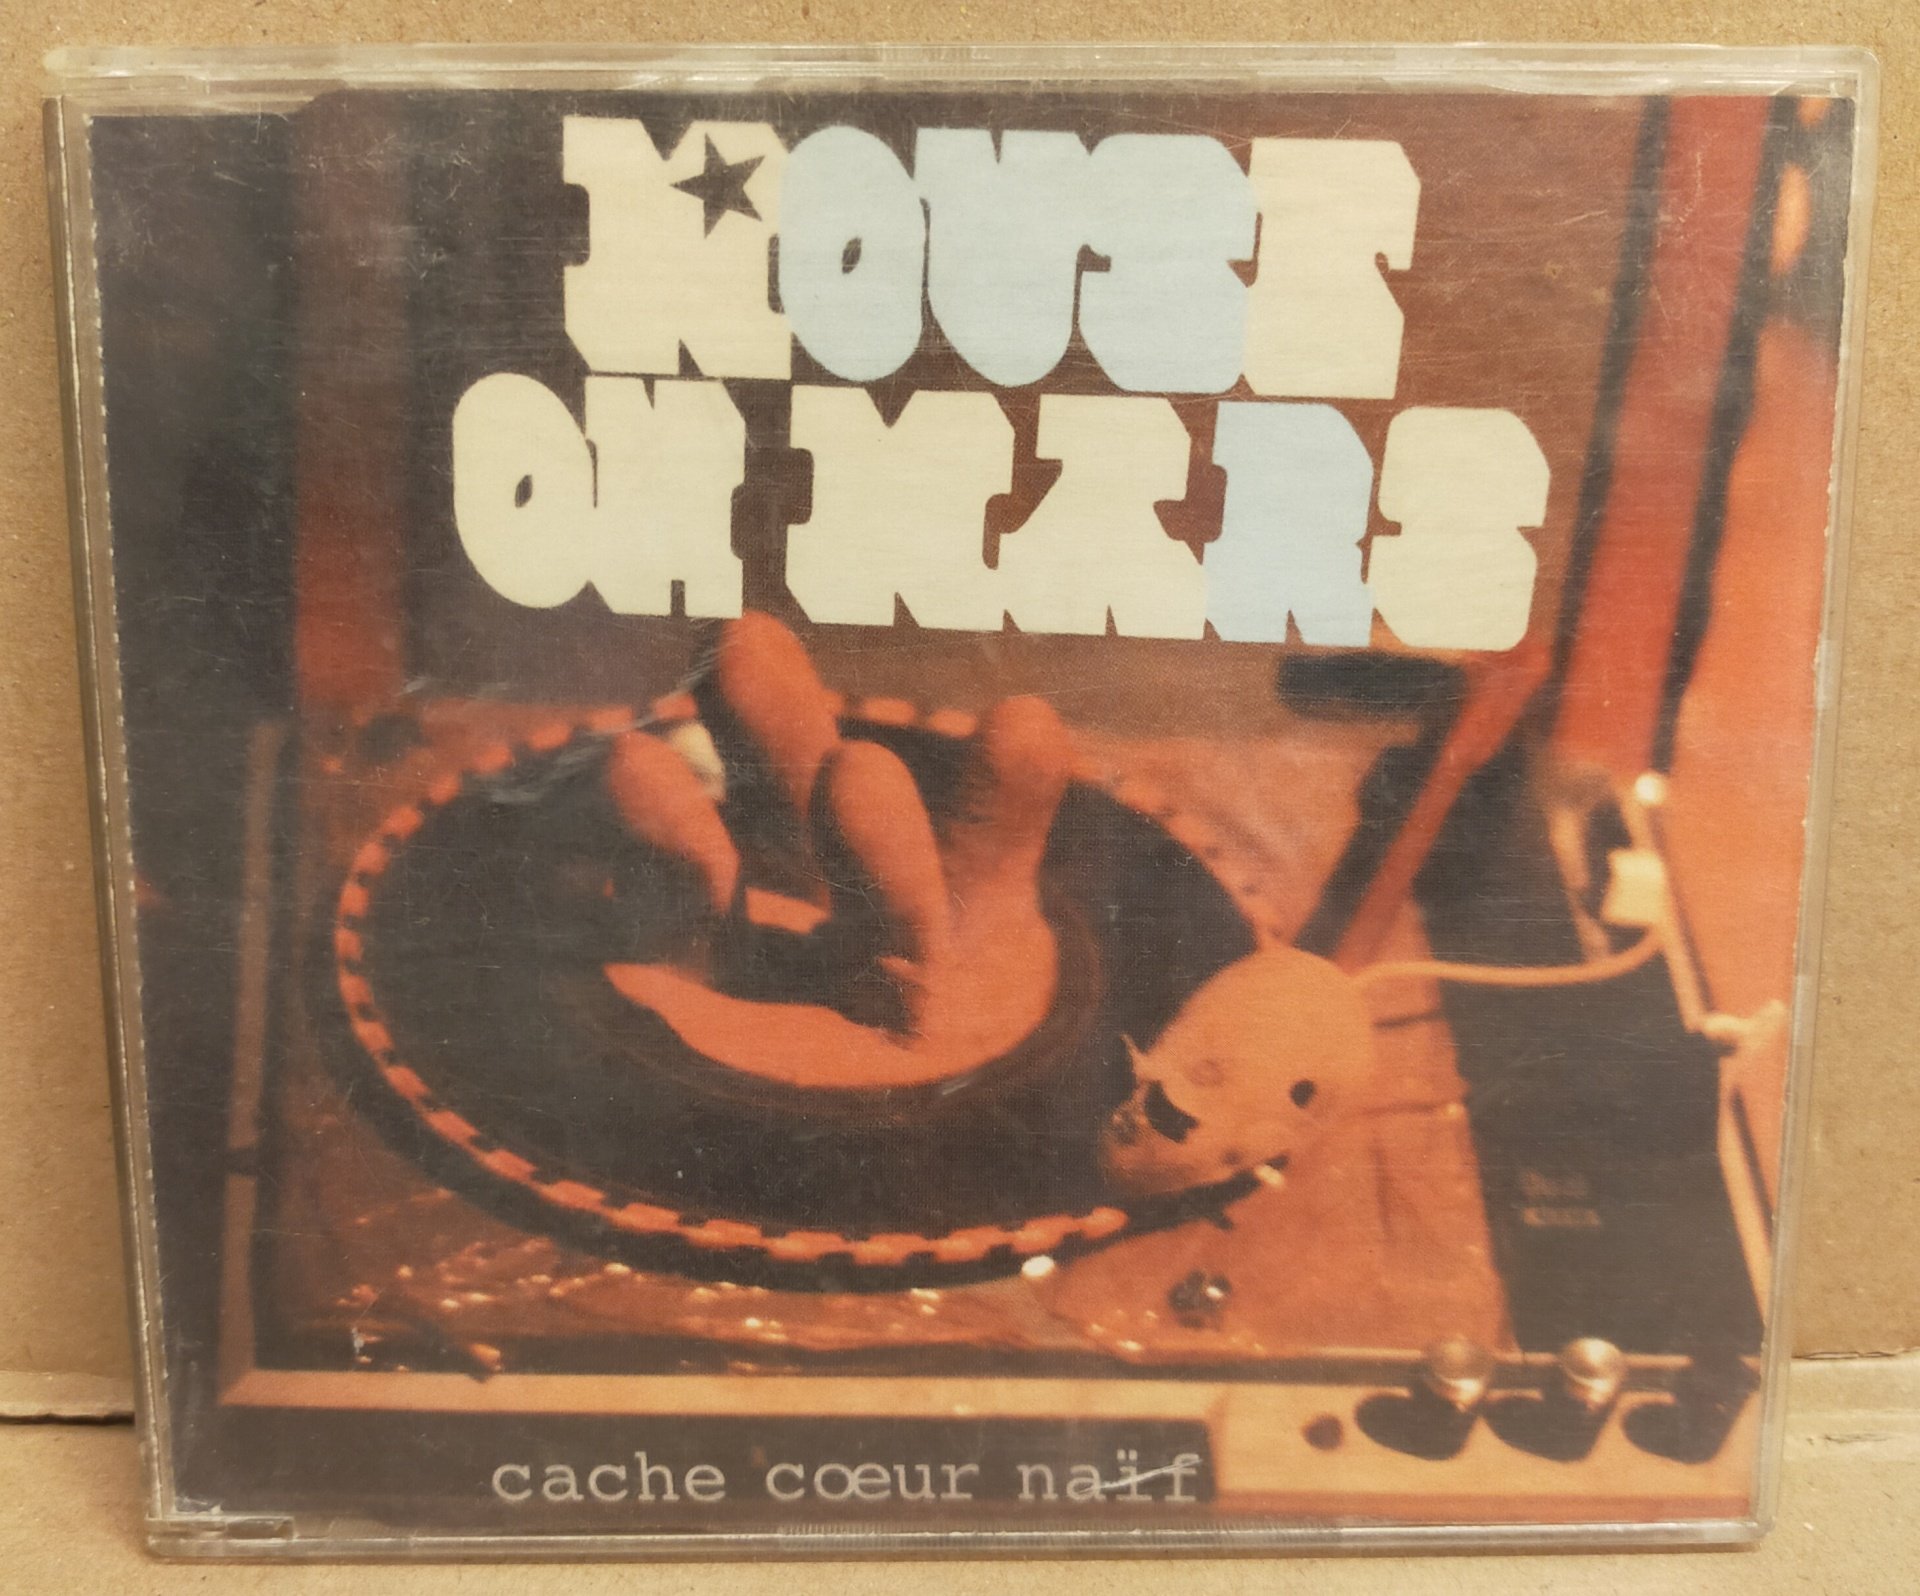 MOUSE
ON MARS
cache cœur naïf